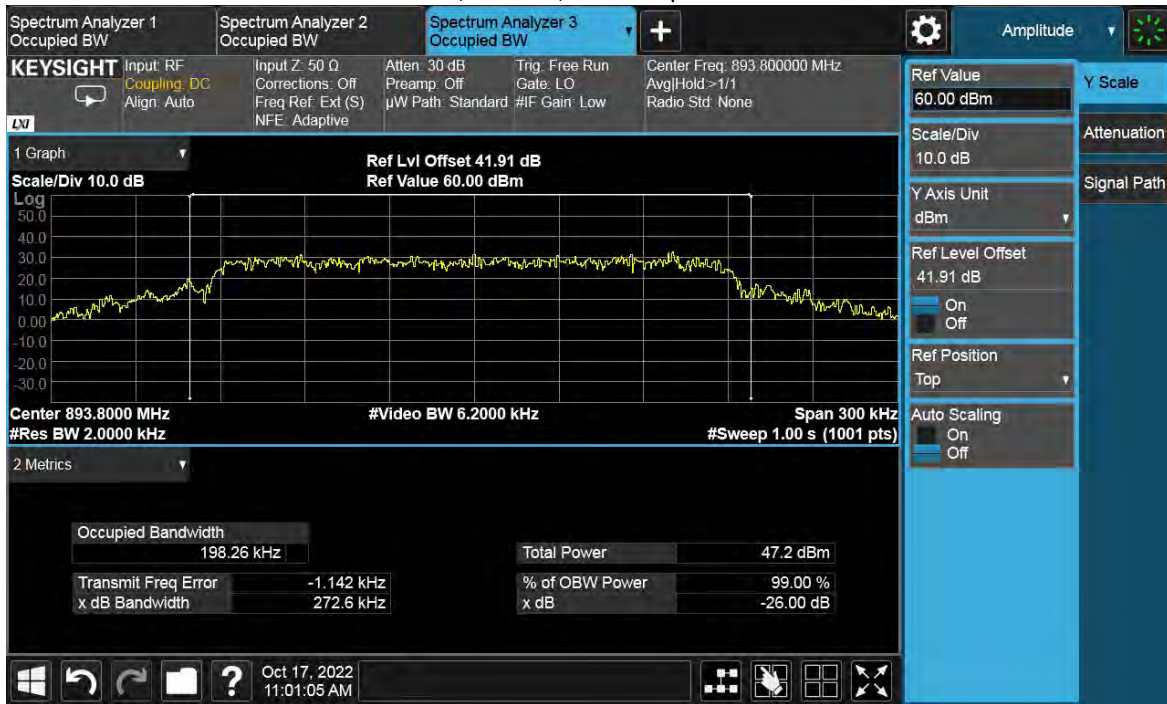 Spectrum Analyzer 1
Occupied BW
Spectrum Analyzer 2
Occupied BW
Spectrum Analyzer 3
Occupied BW
+
Amplitude
KEYSIGHT
LXI
Input: RF
Coupling: DC
Align: Auto
Input Z: 50 Ω
Corrections: Off
Freq Ref: Ext (S)
NFE: Adaptive
Atten: 30 dB
Preamp: Off
µW Path: Standard
Trig: Free Run
Gate: LO
#IF Gain: Low
Center Freq: 893.800000 MHz
Avg|Hold:>1/1
Radio Std: None
1 Graph
Scale/Div 10.0 dB
Ref Lvl Offset 41.91 dB
Ref Value 60.00 dBm
Log
50.0
40.0
30.0
20.0
10.0
0.00
-10.0
-20.0
-30.0
Center 893.8000 MHz
#Res BW 2.0000 kHz
#Video BW 6.2000 kHz
Span 300 kHz
#Sweep 1.00 s (1001 pts)
2 Metrics
Occupied Bandwidth
198.26 kHz
Transmit Freq Error -1.142 kHz
x dB Bandwidth 272.6 kHz
Total Power 47.2 dBm
% of OBW Power 99.00 %
x dB -26.00 dB
?
Oct 17, 2022
11:01:05 AM
Ref Value
60.00 dBm
Scale/Div
10.0 dB
Y Axis Unit
dBm
Ref Level Offset
41.91 dB
On
Off
Ref Position
Top
Auto Scaling
On
Off
Y Scale
Attenuation
Signal Path